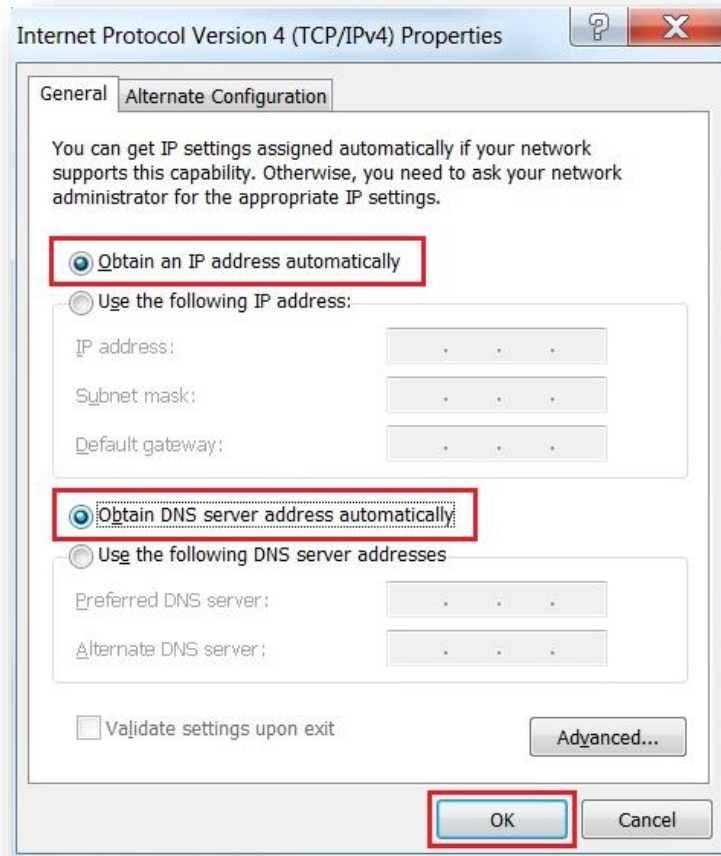 Internet Protocol Version 4 (TCP/IPv4) Properties
General
Alternate Configuration
You can get IP settings assigned automatically if your network
supports this capability. Otherwise, you need to ask your network
administrator for the appropriate IP settings.
Obtain an IP address automatically
Use the following IP address:
IP address:
Subnet mask:
Default gateway:
Obtain DNS server address automatically
Use the following DNS server addresses
Preferred DNS server:
Alternate DNS server:
Validate settings upon exit
Advanced...
OK
Cancel